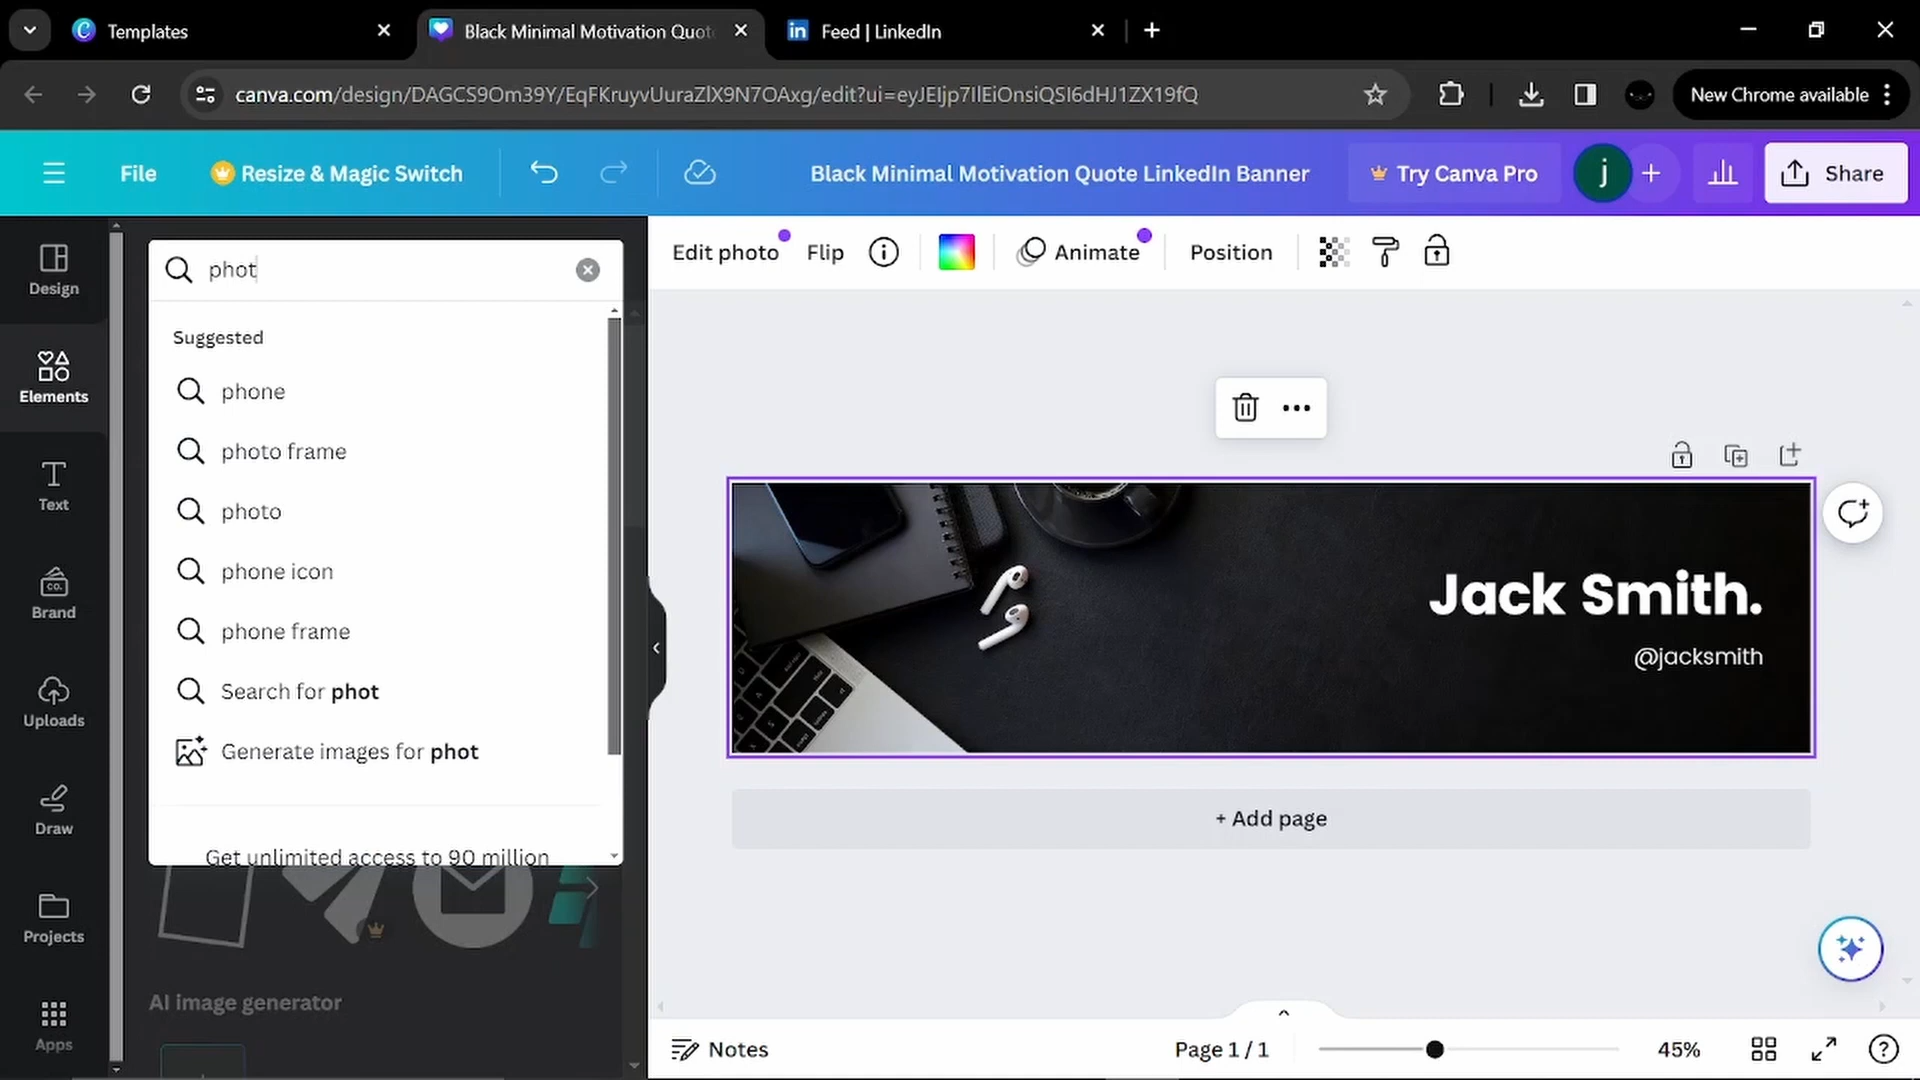 Templates
Black Minimal Motivation Quot
Feed | LinkedIn
canva.com/design/DAGCS9Om39Y/EqFKruyvUuraZlX9N7OAxg/edit?ui=eyJEIjp7IlEiOnsiQSI6dHJ1ZX19fQ
New Chrome available
File
Resize & Magic Switch
Black Minimal Motivation Quote LinkedIn Banner
Try Canva Pro
j
Share
Design
Elements
Text
Brand
Uploads
Draw
Projects
Apps
phot
Suggested
phone
photo frame
photo
phone icon
phone frame
Search for phot
Generate images for phot
Get unlimited access to 90 million
AI image generator
Edit photo
Flip
Animate
Position
Jack Smith.
@jacksmith
+ Add page
Notes
Page 1 / 1
45%